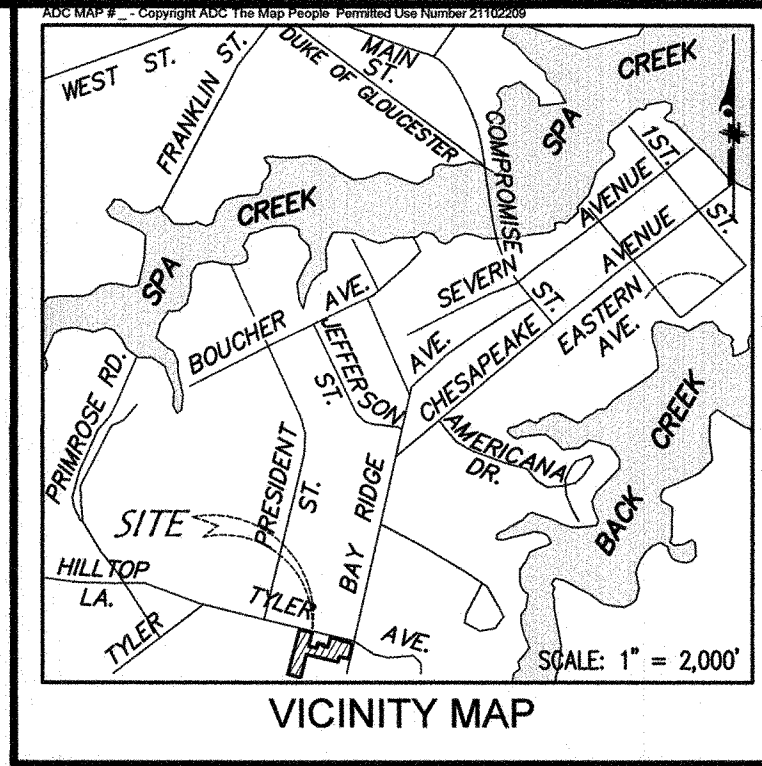 ADC MAP # _ - Copyright ADC The Map People Permitted Use Number 21102209
WEST ST.
FRANKLIN ST.
DUKE OF GLOUCESTER
MAIN
ST.
COMPROMISE
ST.
SPA
CREEK
1ST.
ST.
SPA
CREEK
SEVERN
AVENUE
CHESAPEAKE
AVENUE
EASTERN
AVE.
BOUCHER
AVE.
JEFFERSON
ST.
AVE.
AMERICANA
DR.
BACK
CREEK
PRIMROSE RD.
PRESIDENT
ST.
BAY RIDGE
SITE
HILLTOP
LA.
TYLER
TYLER
AVE.
SCALE: 1" = 2,000'
VICINITY MAP